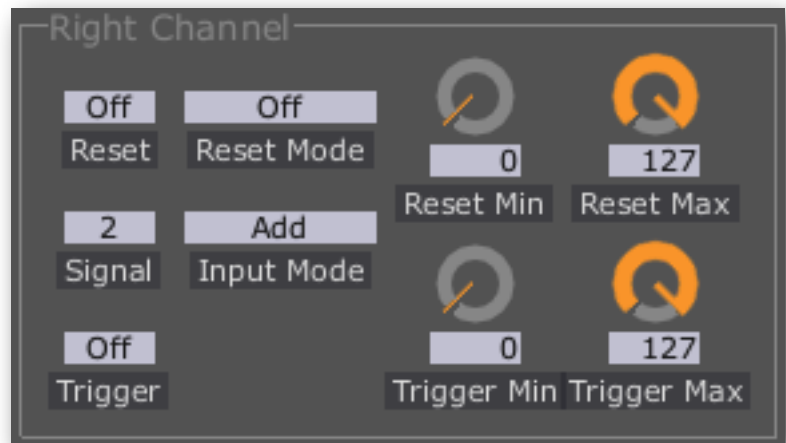 Right Channel
Off Off
Reset Reset Mode
0 127
Reset Min Reset Max
2 Add
Signal Input Mode
Off 0 127
Trigger Trigger Min Trigger Max